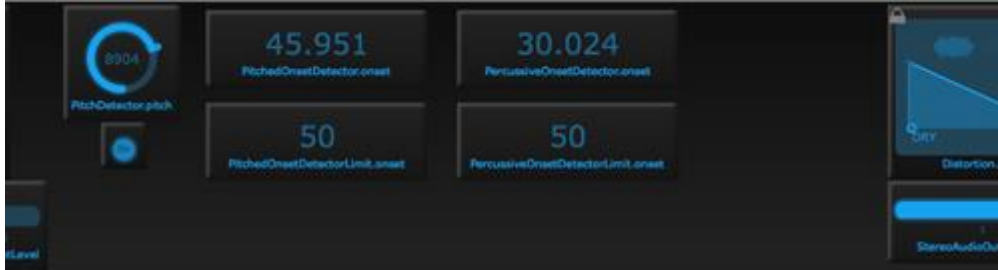 8904
PitchDetector.pitch
45.951
PitchedOnsetDetector.onset
30.024
PercussiveOnsetDetector.onset
50
PitchedOnsetDetectorLimit.onset
50
PercussiveOnsetDetectorLimit.onset
DRY
Distortion.
tLevel
StereoAudioOu